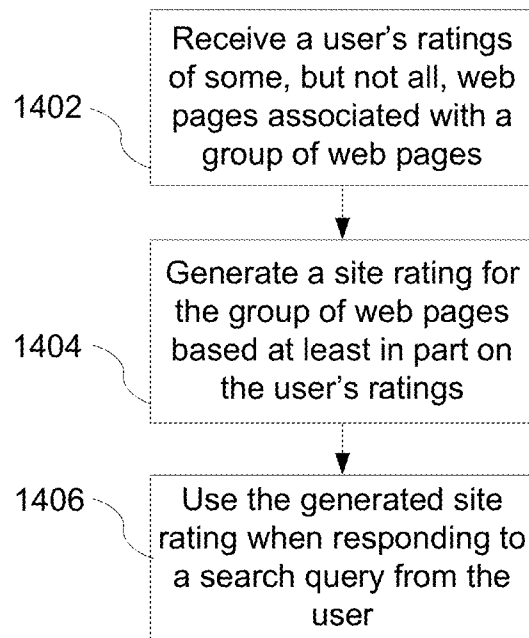 Receive a user's ratings
of some, but not all, web
pages associated with a
group of web pages
1402
Generate a site rating for
the group of web pages
based at least in part on
the user's ratings
1404
Use the generated site
rating when responding to
a search query from the
user
1406